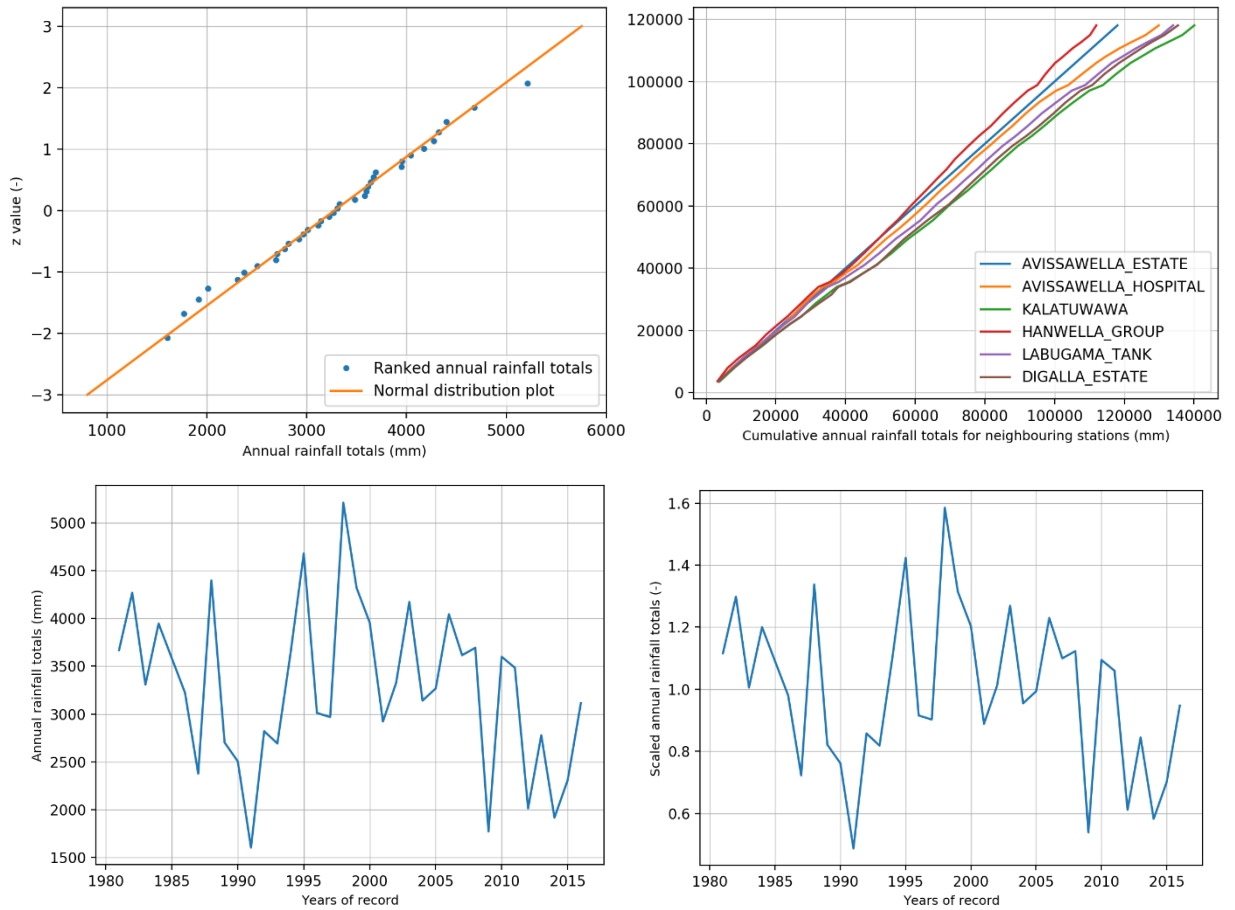 3
2
1
0
−1
−2
−3
z value (-)
Ranked annual rainfall totals
Normal distribution plot
1000 2000 3000 4000 5000 6000
Annual rainfall totals (mm)
120000
100000
80000
60000
40000
20000
0
AVISSAWELLA_ESTATE
AVISSAWELLA_HOSPITAL
KALATUWAWA
HANWELLA_GROUP
LABUGAMA_TANK
DIGALLA_ESTATE
0 20000 40000 60000 80000 100000 120000 140000
Cumulative annual rainfall totals for neighbouring stations (mm)
5000
4500
4000
3500
3000
2500
2000
1500
Annual rainfall totals (mm)
1980 1985 1990 1995 2000 2005 2010 2015
Years of record
1.6
1.4
1.2
1.0
0.8
0.6
Scaled annual rainfall totals (-)
1980 1985 1990 1995 2000 2005 2010 2015
Years of record